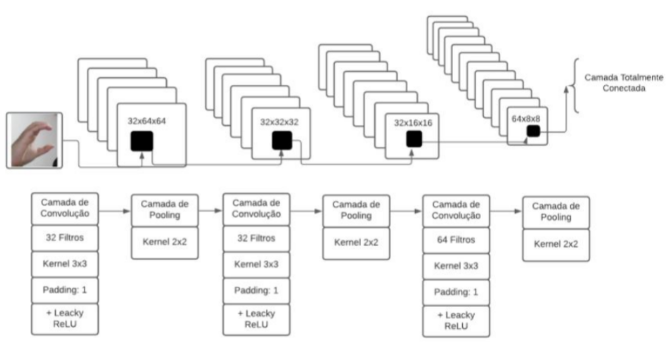 32x64x64
32x32x32
32x16x16
64x8x8
Camada Totalmente
Conectada
Camada de
Convolução
32 Filtros
Kernel 3x3
Padding: 1
+ Leacky
ReLU
Camada de
Pooling
Kernel 2x2
Camada de
Convolução
32 Filtros
Kernel 3x3
Padding: 1
+ Leacky
ReLU
Camada de
Pooling
Kernel 2x2
Camada de
Convolução
64 Filtros
Kernel 3x3
Padding: 1
+ Leacky
ReLU
Camada de
Pooling
Kernel 2x2